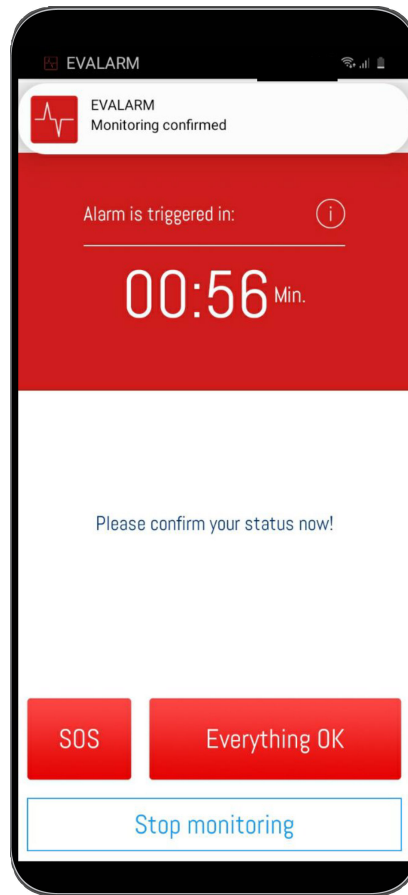 EVALARM
EVALARM
Monitoring confirmed
Alarm is triggered in:
i
00:56 Min.
Please confirm your status now!
SOS
Everything OK
Stop monitoring